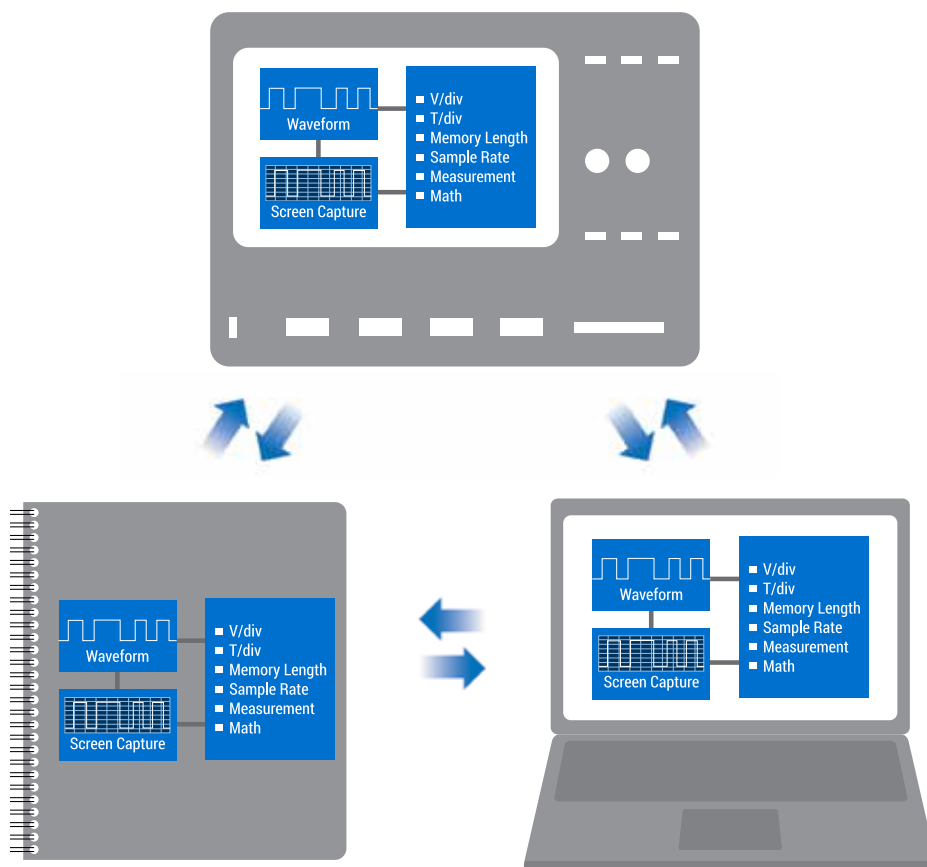 Waveform
Screen Capture
V/div
T/div
Memory Length
Sample Rate
Measurement
Math
Waveform
Screen Capture
V/div
T/div
Memory Length
Sample Rate
Measurement
Math
Waveform
Screen Capture
V/div
T/div
Memory Length
Sample Rate
Measurement
Math